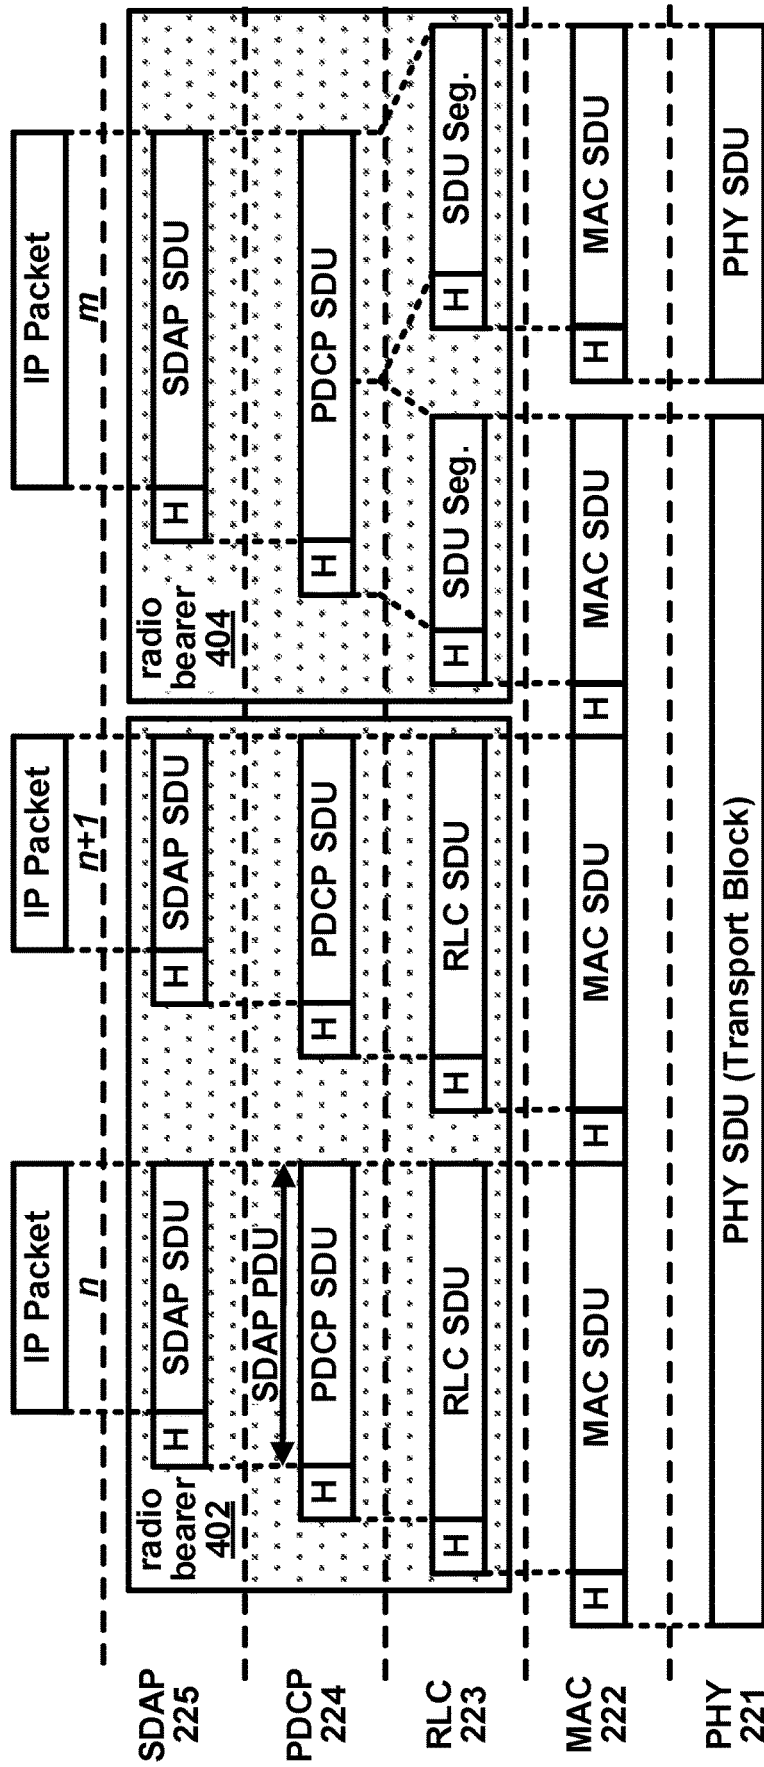 IP Packet
IP Packet
IP Packet
n
n+1
m
SDAP
225
radio
bearer
402
H
SDAP SDU
H
SDAP SDU
radio
bearer
404
H
SDAP SDU
SDAP PDU
PDCP
224
H
PDCP SDU
H
PDCP SDU
H
PDCP SDU
RLC
223
H
RLC SDU
H
RLC SDU
H
SDU Seg.
H
SDU Seg.
MAC
222
H
MAC SDU
H
MAC SDU
H
MAC SDU
H
MAC SDU
PHY
221
PHY SDU (Transport Block)
PHY SDU